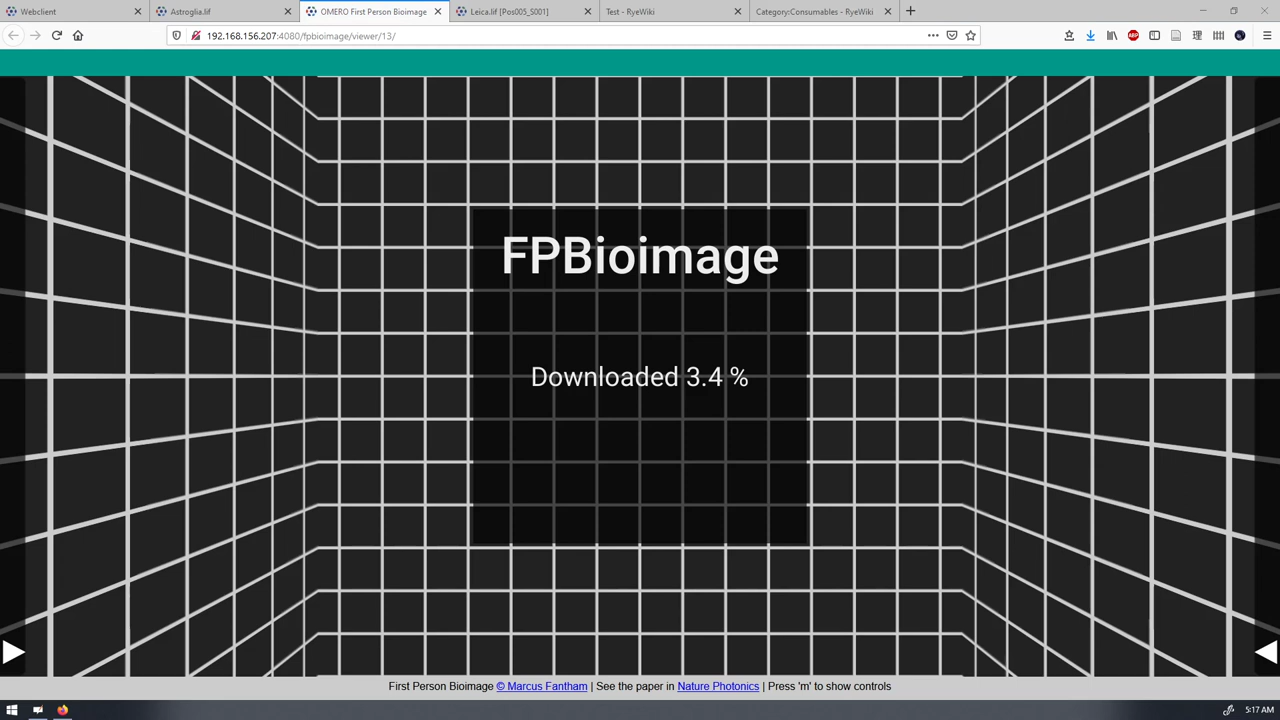 Webclient
Astroglia.lif
OMERO First Person Bioimage
Leica.lif [Pos005_S001]
Test - RyeWiki
Category:Consumables - RyeWiki
192.168.156.207:4080/fpbioimage/viewer/13/
ABP
理
FPBioimage
Downloaded 3.4 %
First Person Bioimage © Marcus Fantham | See the paper in Nature Photonics | Press 'm' to show controls
5:17 AM